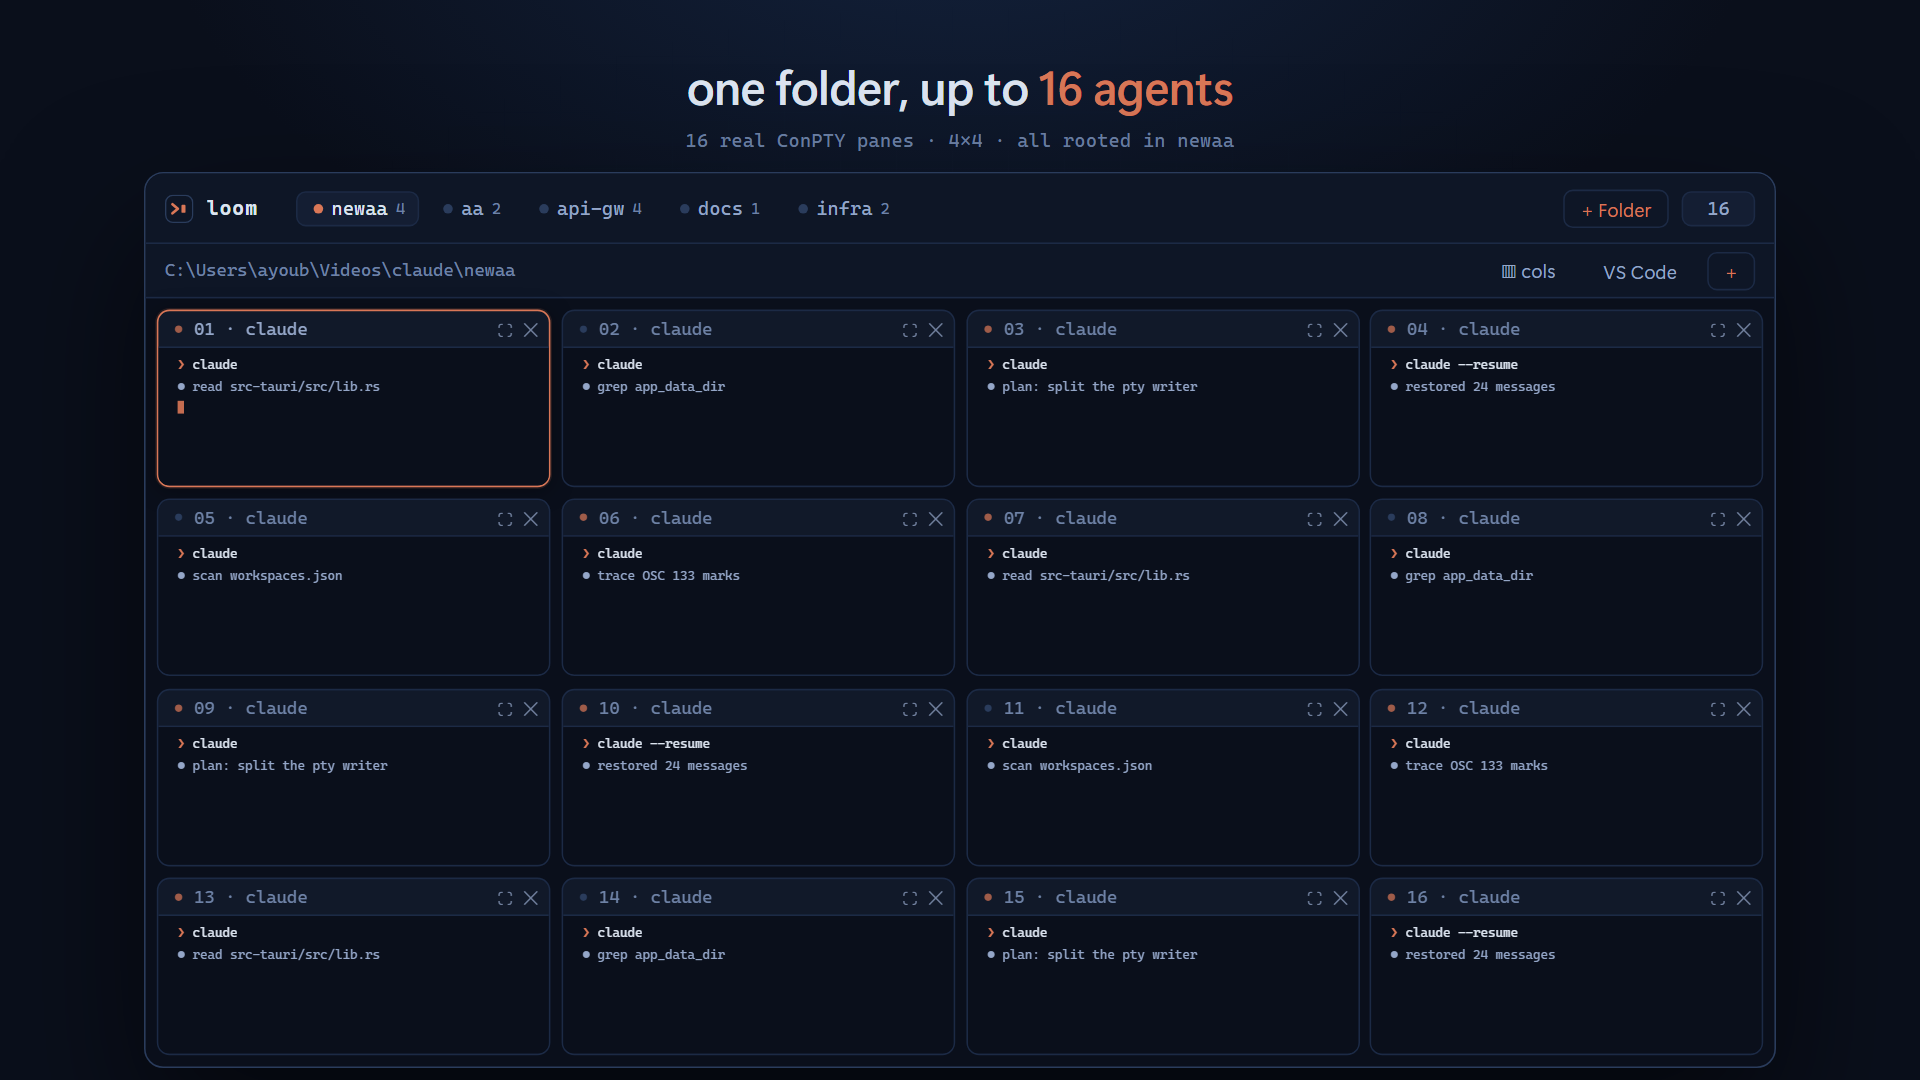 one folder, up to 16 agents
16 real ConPTY panes · 4×4 · all rooted in newaa
loom newaa 4 aa 2 api-gw 4 docs 1 infra 2 + Folder 16
C:\Users\ayoub\Videos\claude\newaa cols VS Code +
01 · claude
❯ claude
● read src-tauri/src/lib.rs
02 · claude
❯ claude
● grep app_data_dir
03 · claude
❯ claude
● plan: split the pty writer
04 · claude
❯ claude --resume
● restored 24 messages
05 · claude
❯ claude
● scan workspaces.json
06 · claude
❯ claude
● trace OSC 133 marks
07 · claude
❯ claude
● read src-tauri/src/lib.rs
08 · claude
❯ claude
● grep app_data_dir
09 · claude
❯ claude
● plan: split the pty writer
10 · claude
❯ claude --resume
● restored 24 messages
11 · claude
❯ claude
● scan workspaces.json
12 · claude
❯ claude
● trace OSC 133 marks
13 · claude
❯ claude
● read src-tauri/src/lib.rs
14 · claude
❯ claude
● grep app_data_dir
15 · claude
❯ claude
● plan: split the pty writer
16 · claude
❯ claude --resume
● restored 24 messages